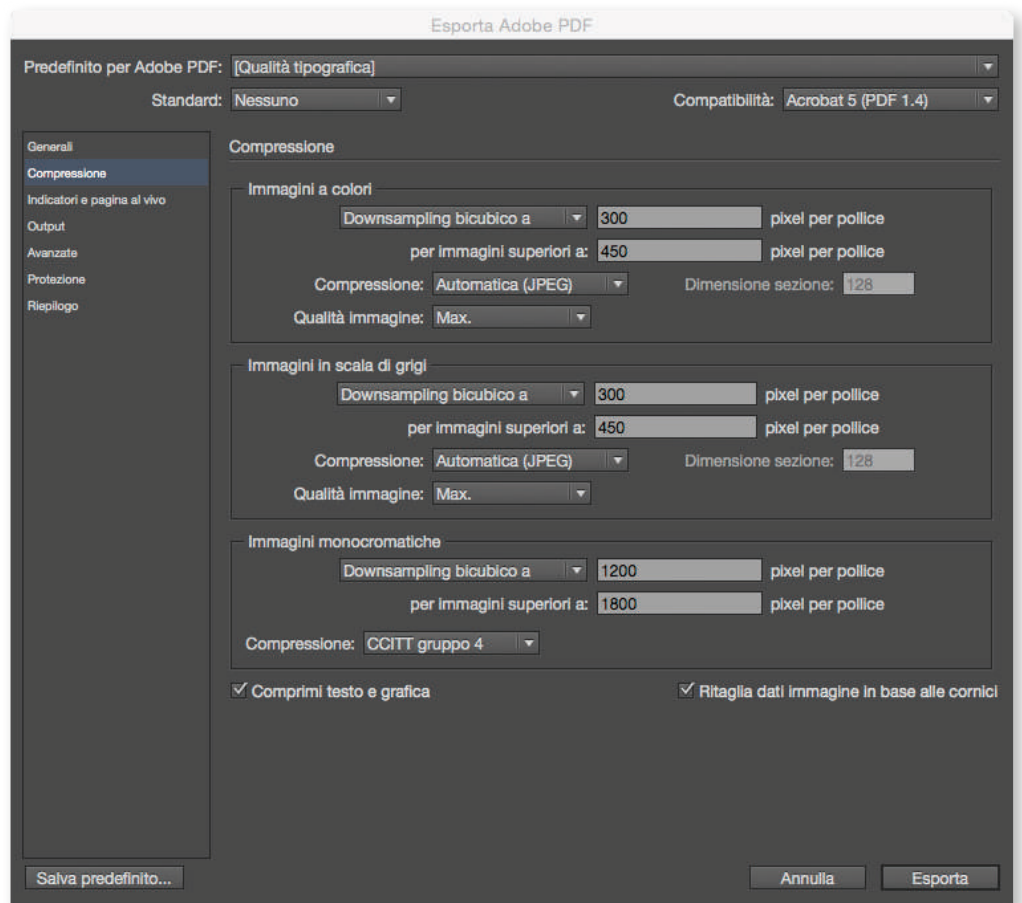 Esporta Adobe PDF
Predefinito per Adobe PDF: [Qualità tipografica]
Standard: Nessuno Compatibilità: Acrobat 5 (PDF 1.4)
Generali
Compressione
Indicatori e pagina al vivo
Output
Avanzate
Protezione
Riepilogo
Compressione
Immagini a colori
Downsampling bicubico a 300 pixel per pollice
per immagini superiori a: 450 pixel per pollice
Compressione: Automatica (JPEG) Dimensione sezione: 128
Qualità immagine: Max.
Immagini in scala di grigi
Downsampling bicubico a 300 pixel per pollice
per immagini superiori a: 450 pixel per pollice
Compressione: Automatica (JPEG) Dimensione sezione: 128
Qualità immagine: Max.
Immagini monocromatiche
Downsampling bicubico a 1200 pixel per pollice
per immagini superiori a: 1800 pixel per pollice
Compressione: CCITT gruppo 4
Comprimi testo e grafica Ritaglia dati immagine in base alle cornici
Salva predefinito... Annulla Esporta